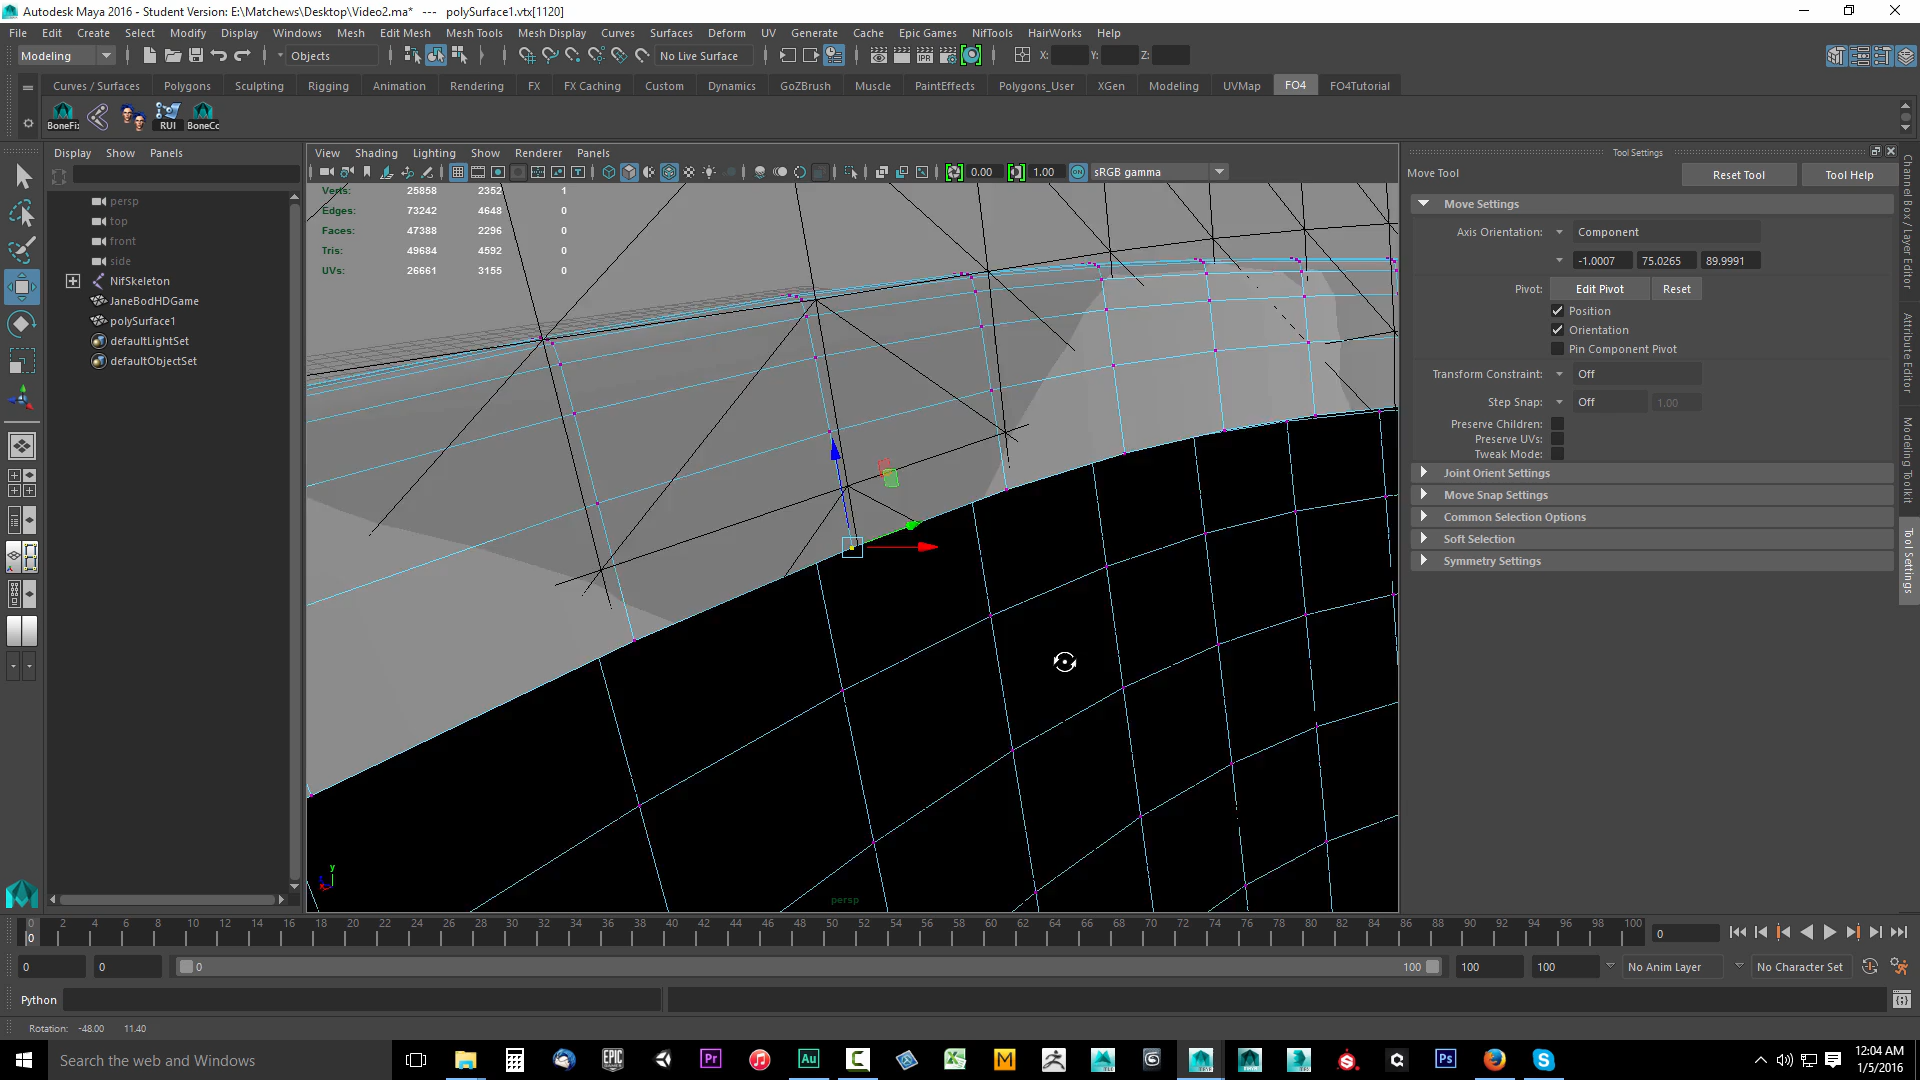 Autodesk Maya 2016 - Student Version: E:\Matchews\Desktop\Video2.ma*   ---   polySurface1.vtx[1120]
File Edit Create Select Modify Display Windows Mesh Edit Mesh Mesh Tools Mesh Display Curves Surfaces Deform UV Generate Cache Epic Games NifTools HairWorks Help
Modeling Objects No Live Surface IPR X: Y: Z:
Curves / Surfaces Polygons Sculpting Rigging Animation Rendering FX FX Caching Custom Dynamics GoZBrush Muscle PaintEffects Polygons_User XGen Modeling UVMap FO4 FO4Tutorial
BoneFix RUI BoneCc
Display Show Panels
persp
top
front
side
NifSkeleton
JaneBodHDGame
polySurface1
defaultLightSet
defaultObjectSet
View Shading Lighting Show Renderer Panels
0.00 1.00 sRGB gamma
Verts: 25858 2352 1
Edges: 73242 4648 0
Faces: 47388 2296 0
Tris: 49684 4592 0
UVs: 26661 3155 0
y
persp
Tool Settings
Move Tool Reset Tool Tool Help
Move Settings
Axis Orientation: Component
-1.0007 75.0265 89.9991
Pivot: Edit Pivot Reset
Position
Orientation
Pin Component Pivot
Transform Constraint: Off
Step Snap: Off 1.00
Preserve Children:
Preserve UVs:
Tweak Mode:
Joint Orient Settings
Move Snap Settings
Common Selection Options
Soft Selection
Symmetry Settings
Channel Box / Layer Editor
Attribute Editor
Modeling Toolkit
Tool Settings
0 2 4 6 8 10 12 14 16 18 20 22 24 26 28 30 32 34 36 38 40 42 44 46 48 50 52 54 56 58 60 62 64 66 68 70 72 74 76 78 80 82 84 86 88 90 92 94 96 98 100
0 0
0 0 0 100 100 100 No Anim Layer No Character Set
Python
Rotation: -48.00 11.40
Search the web and Windows
EPIC GAMES Pr Au M Ps
12:04 AM
1/5/2016